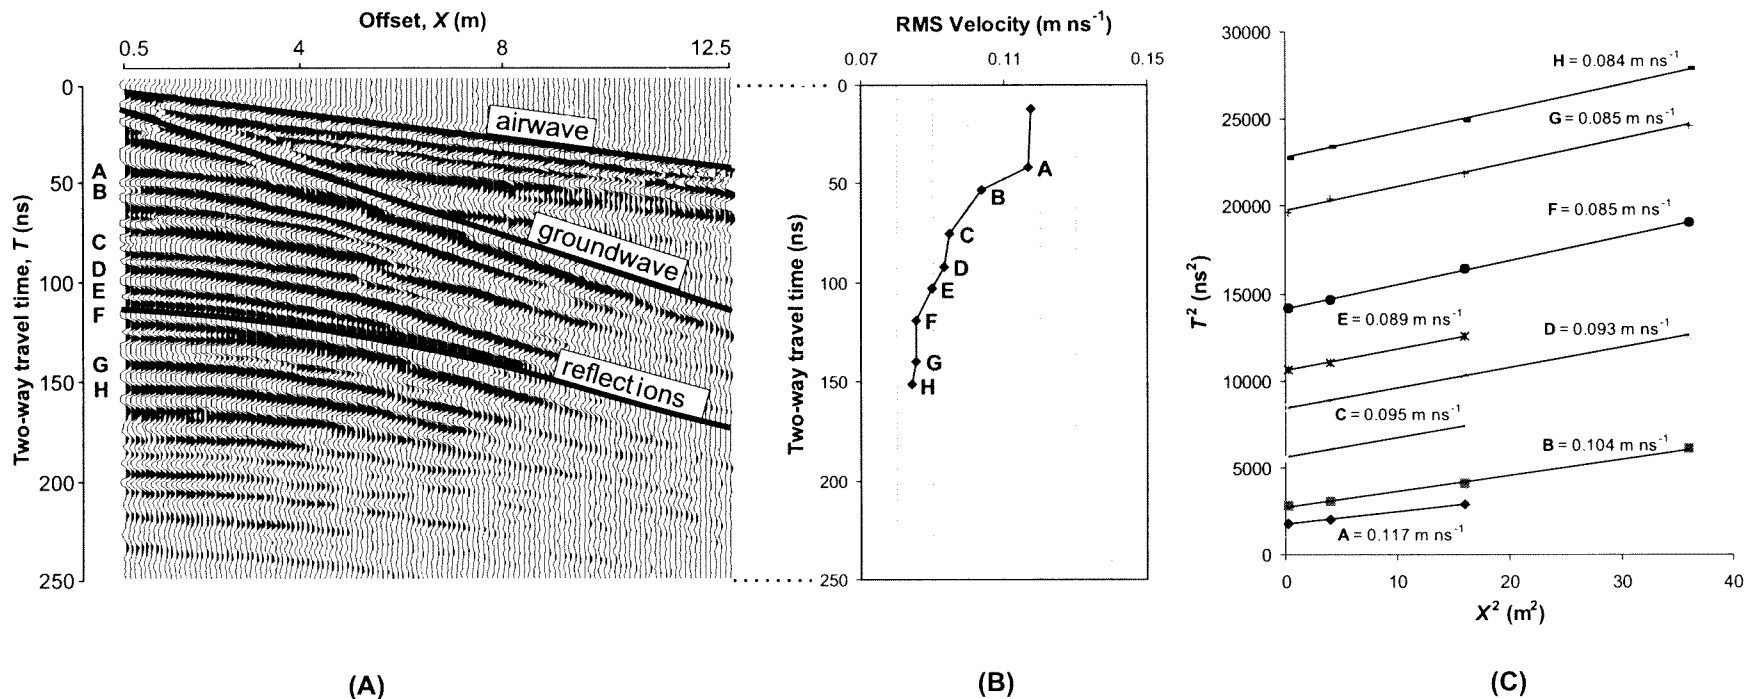 Offset, X (m)
0.5 4 8 12.5
Two-way travel time, T (ns)
0
50
100
150
200
250
A
B
C
D
E
F
G
H
airwave
groundwave
reflections
(A)
RMS Velocity (m ns⁻¹)
0.07 0.11 0.15
Two-way travel time (ns)
0
50
100
150
200
250
A
B
C
D
E
F
G
H
(B)
T² (ns²)
30000
25000
20000
15000
10000
5000
0
H = 0.084 m ns⁻¹
G = 0.085 m ns⁻¹
F = 0.085 m ns⁻¹
E = 0.089 m ns⁻¹
D = 0.093 m ns⁻¹
C = 0.095 m ns⁻¹
B = 0.104 m ns⁻¹
A = 0.117 m ns⁻¹
0 10 20 30 40
X² (m²)
(C)